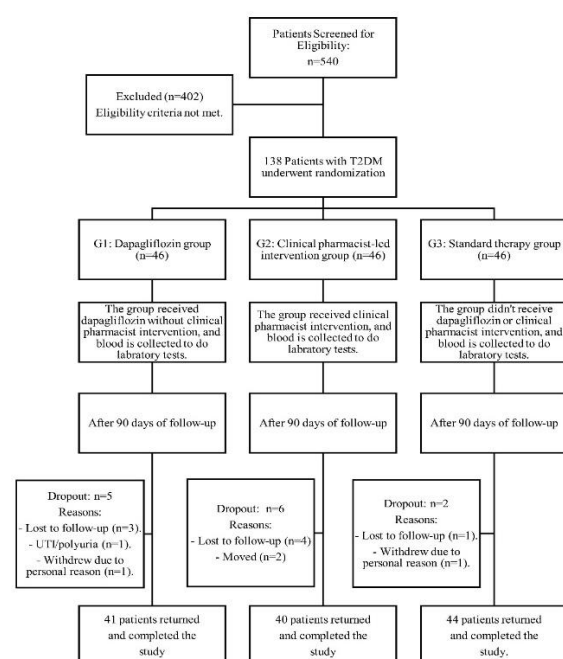 Patients Screened for
Eligibility:
n=540
Excluded (n=402)
Eligibility criteria not met.
138 Patients with T2DM
underwent randomization
G1: Dapagliflozin group
(n=46)
G2: Clinical pharmacist-led
intervention group (n=46)
G3: Standard therapy group
(n=46)
The group received
dapagliflozin without clinical
pharmacist intervention, and
blood is collected to do
labratory tests.
The group received clinical
pharmacist intervention, and
blood is collected to do
labratory tests.
The group didn't receive
dapagliflozin or clinical
pharmacist intervention, and
blood is collected to do
labratory tests.
After 90 days of follow-up
After 90 days of follow-up
After 90 days of follow-up
Dropout: n=5
Reasons:
- Lost to follow-up (n=3).
- UTI/polyuria (n=1).
- Withdrew due to
personal reason (n=1).
Dropout: n=6
Reasons:
- Lost to follow-up (n=4)
- Moved (n=2)
Dropout: n=2
Reasons:
- Lost to follow-up (n=1).
- Withdrew due to
personal reason (n=1).
41 patients returned
and completed the
study
40 patients returned
and completed the
study
44 patients returned
and completed the
study.